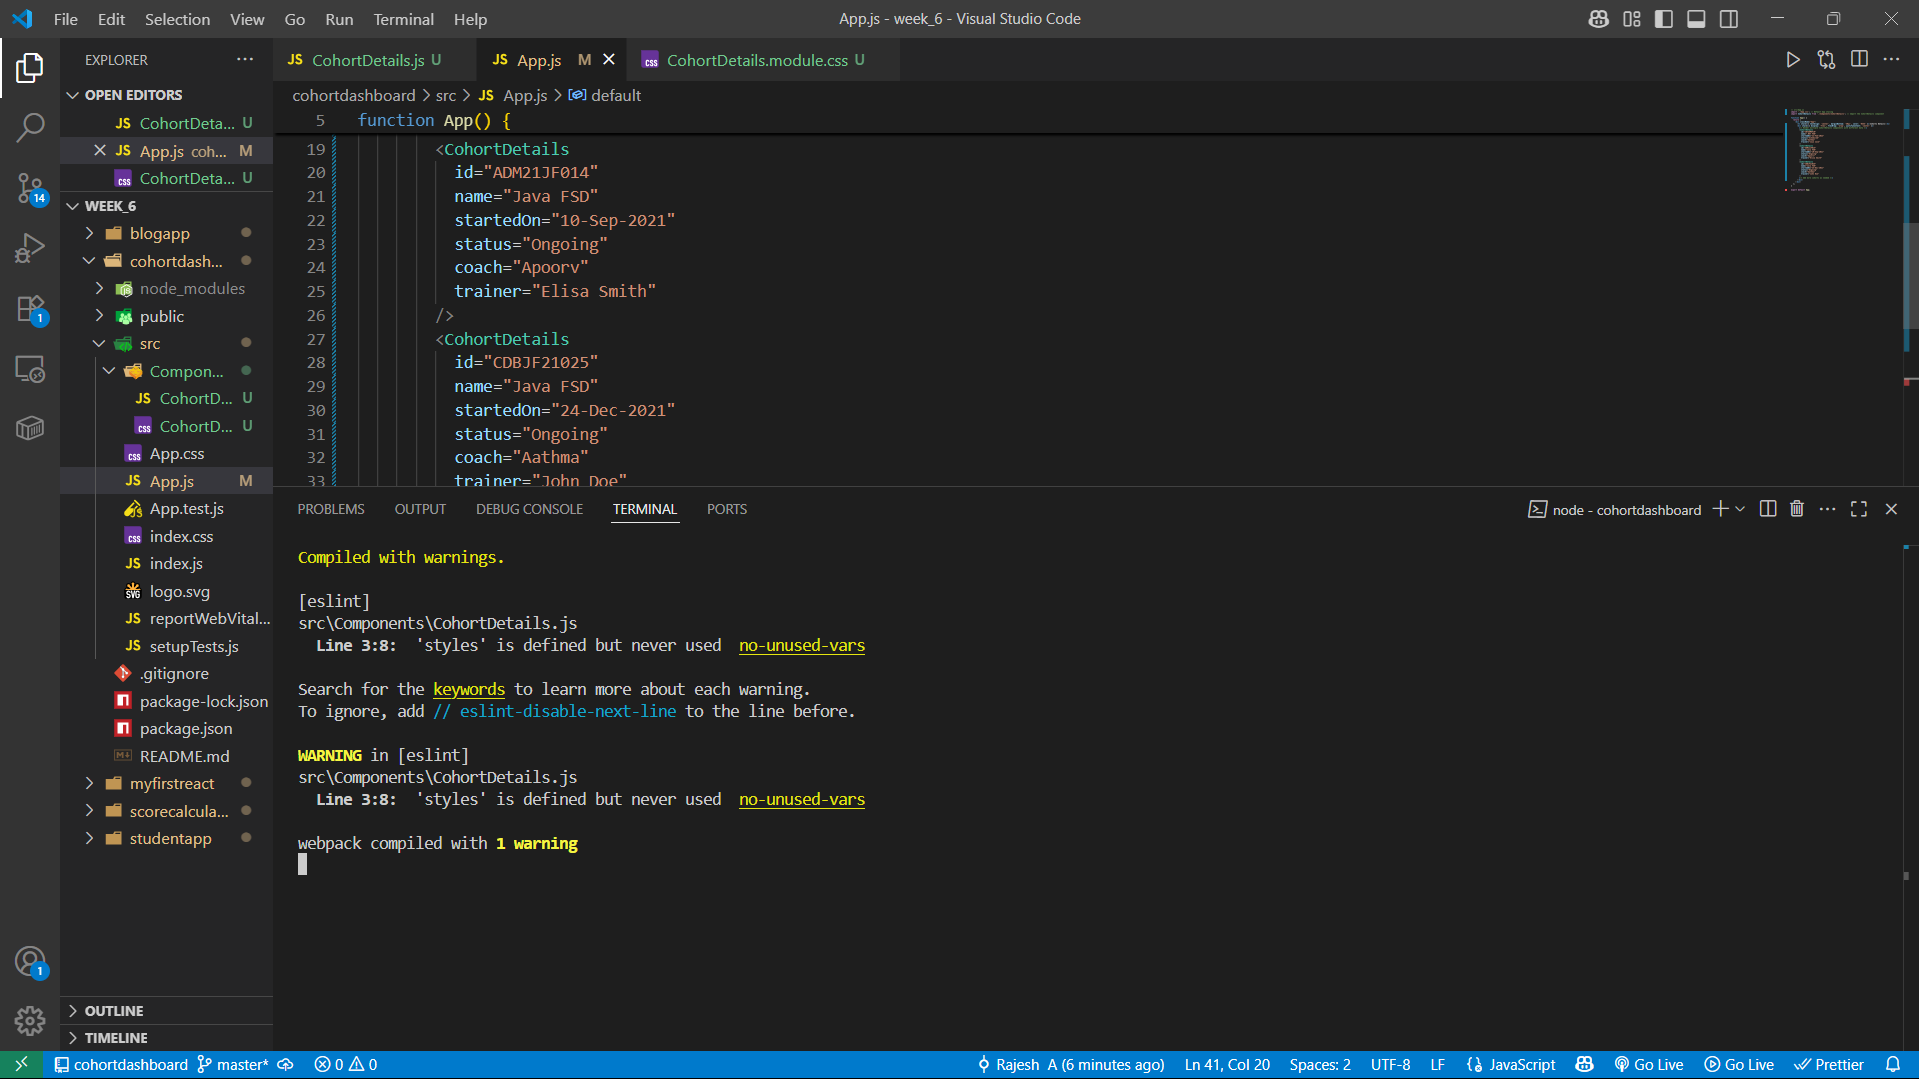 File Edit Selection View Go Run Terminal Help
App.js - week_6 - Visual Studio Code
EXPLORER
OPEN EDITORS
JS CohortDeta... U
JS App.js coh... M
css CohortDeta... U
WEEK_6
blogapp
cohortdash...
node_modules
public
src
Compon...
JS CohortD... U
css CohortD... U
css App.css
JS App.js M
App.test.js
css index.css
JS index.js
logo.svg
JS reportWebVital...
JS setupTests.js
.gitignore
package-lock.json
package.json
README.md
myfirstreact
scorecalcula...
studentapp
OUTLINE
TIMELINE
14
1
1
JS CohortDetails.js U
JS App.js M
css CohortDetails.module.css U
cohortdashboard > src > JS App.js > default
5 function App() {
19 <CohortDetails
20 id="ADM21JF014"
21 name="Java FSD"
22 startedOn="10-Sep-2021"
23 status="Ongoing"
24 coach="Apoorv"
25 trainer="Elisa Smith"
26 />
27 <CohortDetails
28 id="CDBJF21025"
29 name="Java FSD"
30 startedOn="24-Dec-2021"
31 status="Ongoing"
32 coach="Aathma"
33 trainer="John Doe"
PROBLEMS OUTPUT DEBUG CONSOLE TERMINAL PORTS
node - cohortdashboard
Compiled with warnings.
[eslint]
src\Components\CohortDetails.js
Line 3:8: 'styles' is defined but never used no-unused-vars
Search for the keywords to learn more about each warning.
To ignore, add // eslint-disable-next-line to the line before.
WARNING in [eslint]
src\Components\CohortDetails.js
Line 3:8: 'styles' is defined but never used no-unused-vars
webpack compiled with 1 warning
cohortdashboard master* 0 0
Rajesh A (6 minutes ago) Ln 41, Col 20 Spaces: 2 UTF-8 LF {} JavaScript Go Live Go Live Prettier